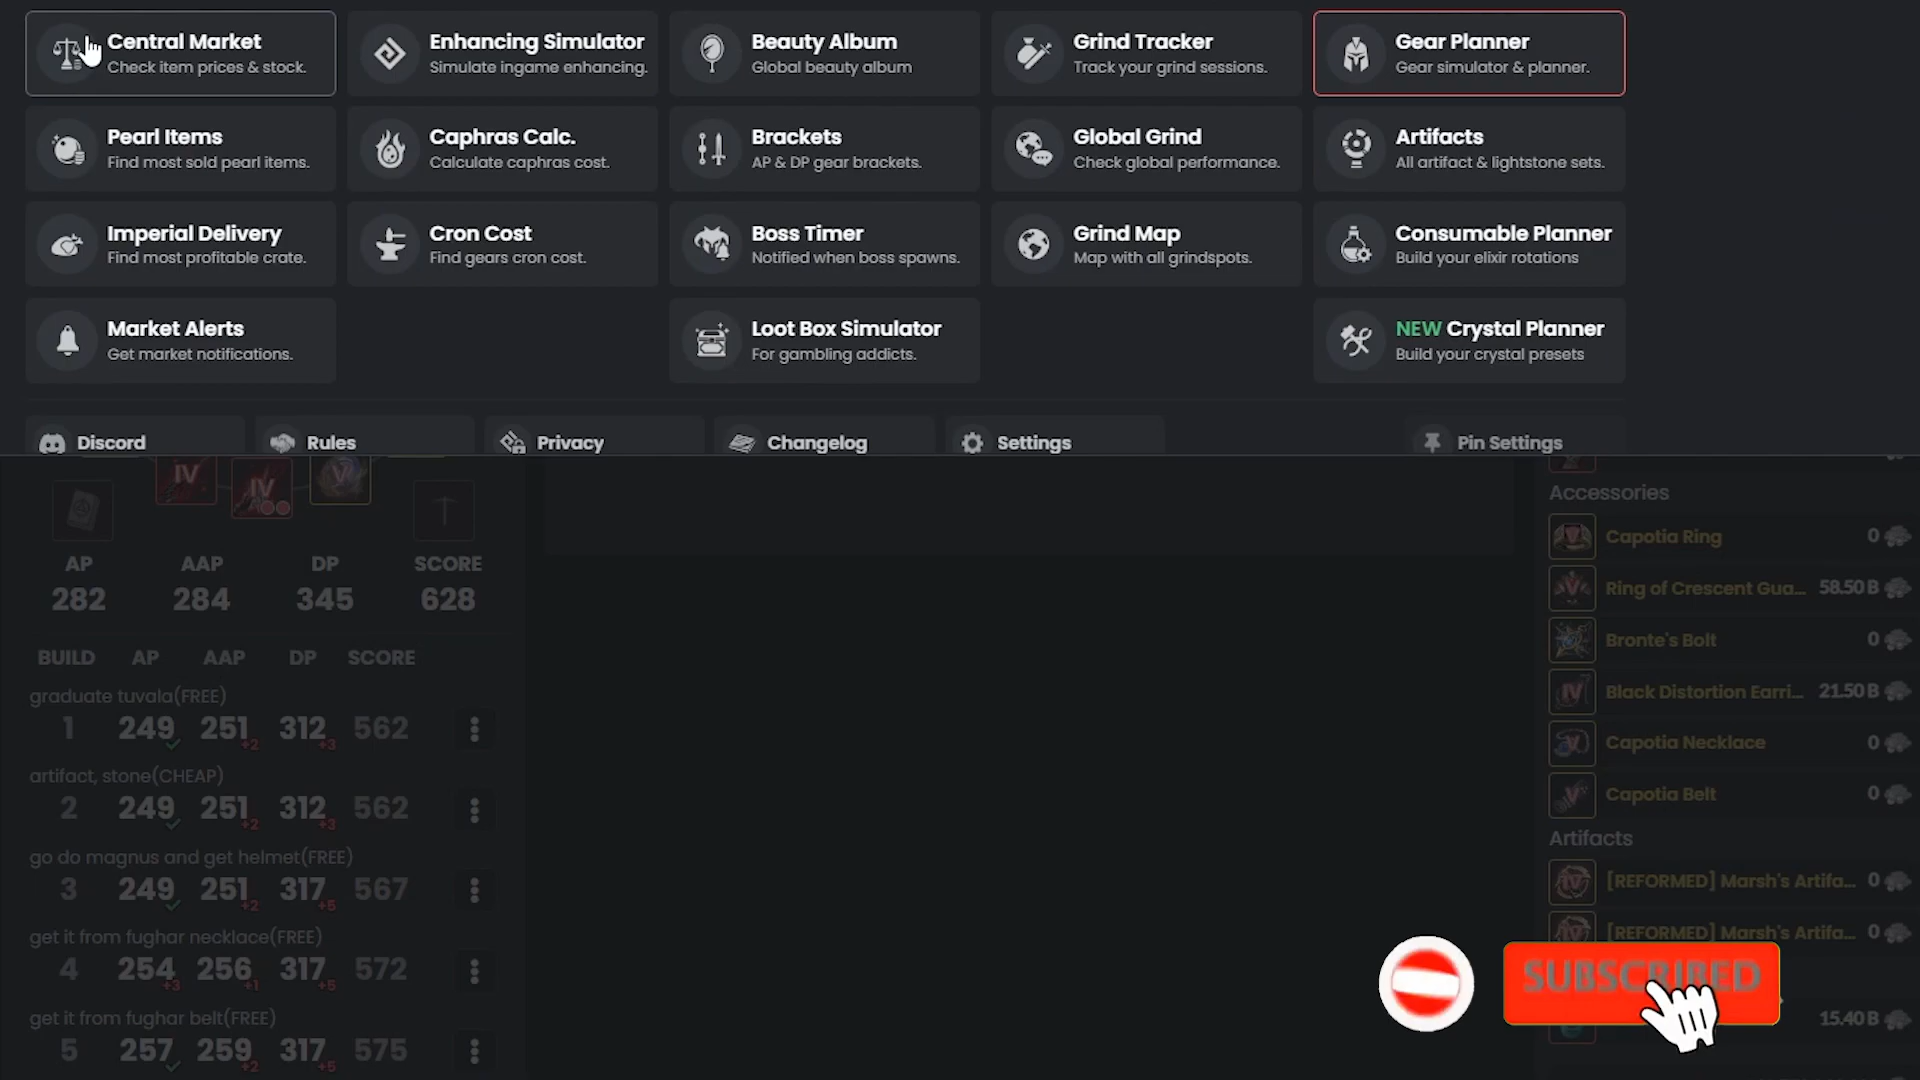 Central Market
Check item prices & stock.
Enhancing Simulator
Simulate ingame enhancing.
Beauty Album
Global beauty album
Grind Tracker
Track your grind sessions.
Gear Planner
Gear simulator & planner.
Pearl Items
Find most sold pearl items.
Caphras Calc.
Calculate caphras cost.
Brackets
AP & DP gear brackets.
Global Grind
Check global performance.
Artifacts
All artifact & lightstone sets.
Imperial Delivery
Find most profitable crate.
Cron Cost
Find gears cron cost.
Boss Timer
Notified when boss spawns.
Grind Map
Map with all grindspots.
Consumable Planner
Build your elixir rotations
Market Alerts
Get market notifications.
Loot Box Simulator
For gambling addicts.
NEW Crystal Planner
Build your crystal presets
Discord
Rules
Privacy
Changelog
Settings
Pin Settings
IV
IV
V
AP AAP DP SCORE
282 284 345 628
BUILD AP AAP DP SCORE
graduate tuvala(FREE)
1 249 251 +2 312 +3 562
artifact, stone(CHEAP)
2 249 251 +2 312 +3 562
go do magnus and get helmet(FREE)
3 249 251 +2 317 +5 567
get it from fughar necklace(FREE)
4 254 +3 256 +1 317 +5 572
get it from fughar belt(FREE)
5 257 259 +2 317 +5 575
Accessories
Capotia Ring 0
Ring of Crescent Gua... 58.50 B
Bronte's Bolt 0
IV Black Distortion Earri... 21.50 B
Capotia Necklace 0
V Capotia Belt 0
Artifacts
IV [REFORMED] Marsh's Artifa... 0
IV [REFORMED] Marsh's Artifa... 0
15.40 B
SUBSCRIBED